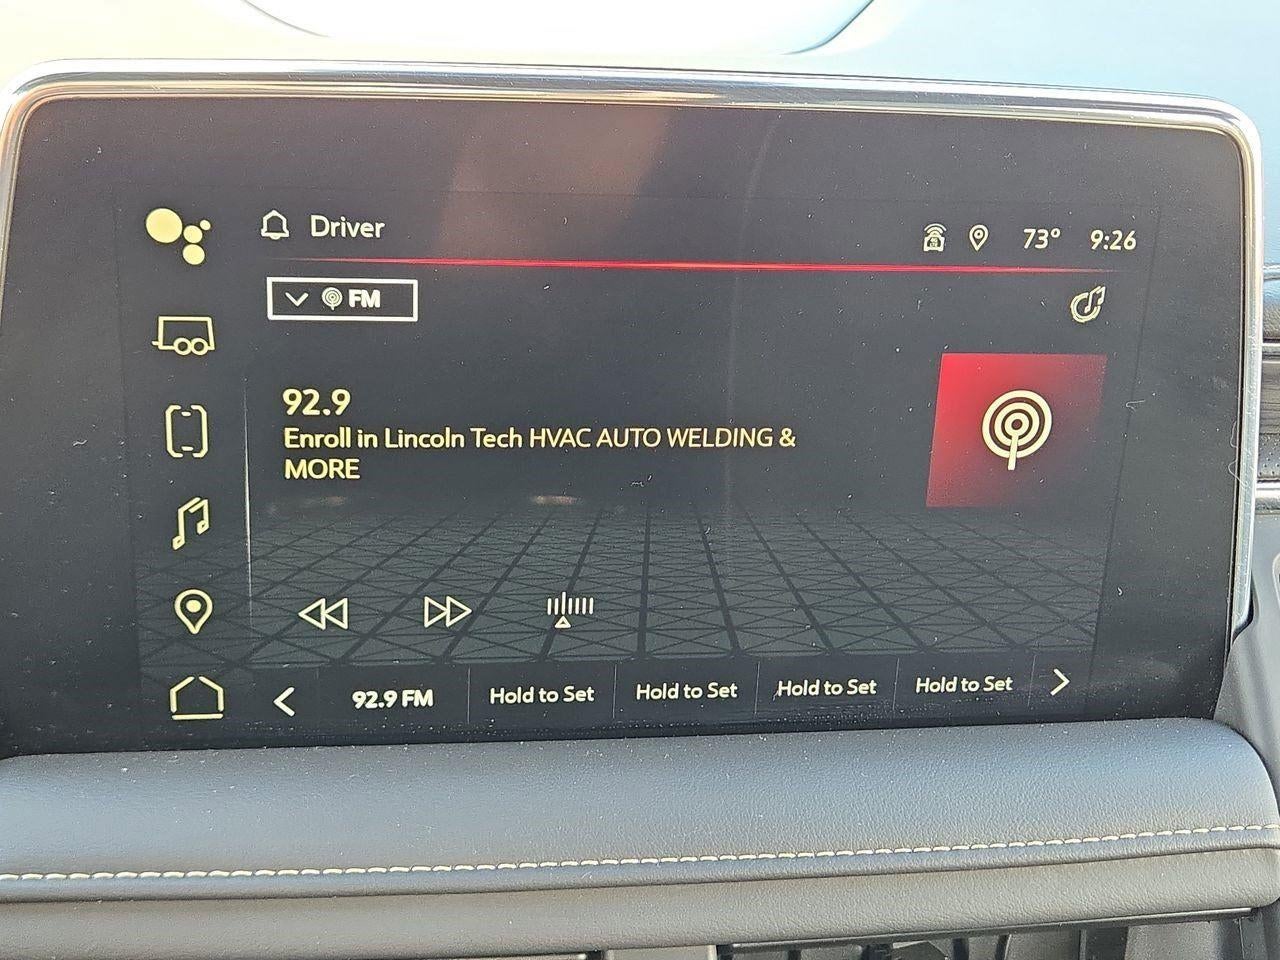 Driver
73° 9:26
FM
92.9
Enroll in Lincoln Tech HVAC AUTO WELDING &
MORE
92.9 FM Hold to Set Hold to Set Hold to Set Hold to Set